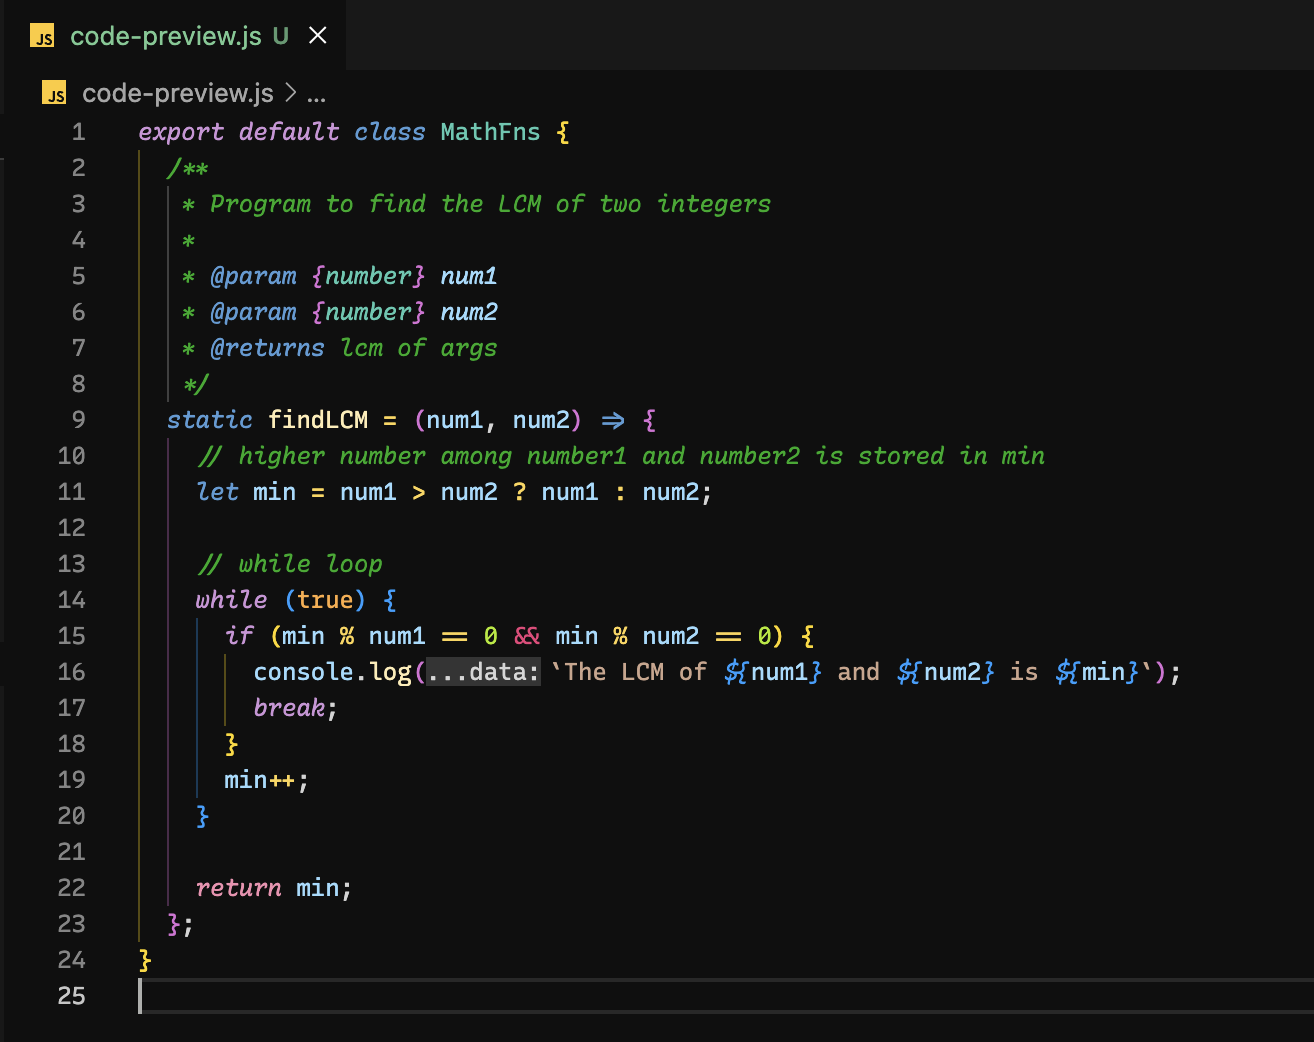 JS code-preview.js U ×
JS code-preview.js > ...
1 export default class MathFns {
2 /**
3 * Program to find the LCM of two integers
4 *
5 * @param {number} num1
6 * @param {number} num2
7 * @returns lcm of args
8 */
9 static findLCM = (num1, num2) => {
10 // higher number among number1 and number2 is stored in min
11 let min = num1 > num2 ? num1 : num2;
12
13 // while loop
14 while (true) {
15 if (min % num1 == 0 && min % num2 == 0) {
16 console.log(...data: `The LCM of ${num1} and ${num2} is ${min}`);
17 break;
18 }
19 min++;
20 }
21
22 return min;
23 };
24 }
25